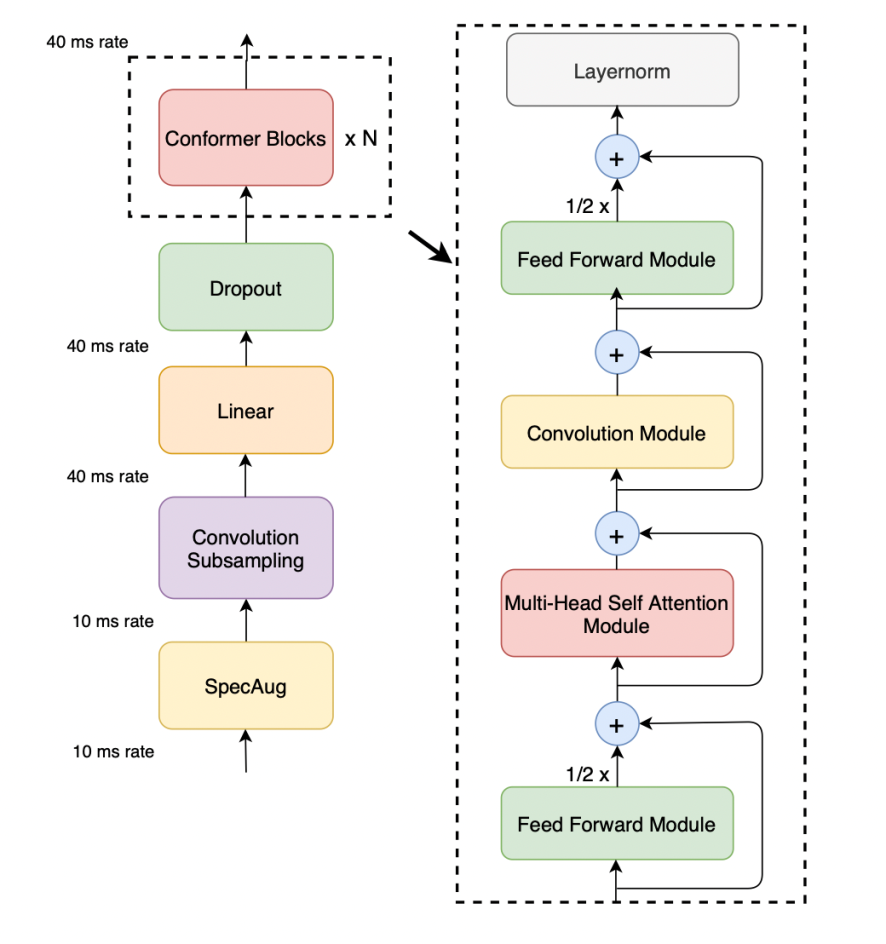 40 ms rate
Conformer Blocks
x N
Dropout
40 ms rate
Linear
40 ms rate
Convolution
Subsampling
10 ms rate
SpecAug
10 ms rate
Layernorm
+
1/2 x
Feed Forward Module
+
Convolution Module
+
Multi-Head Self Attention
Module
+
1/2 x
Feed Forward Module